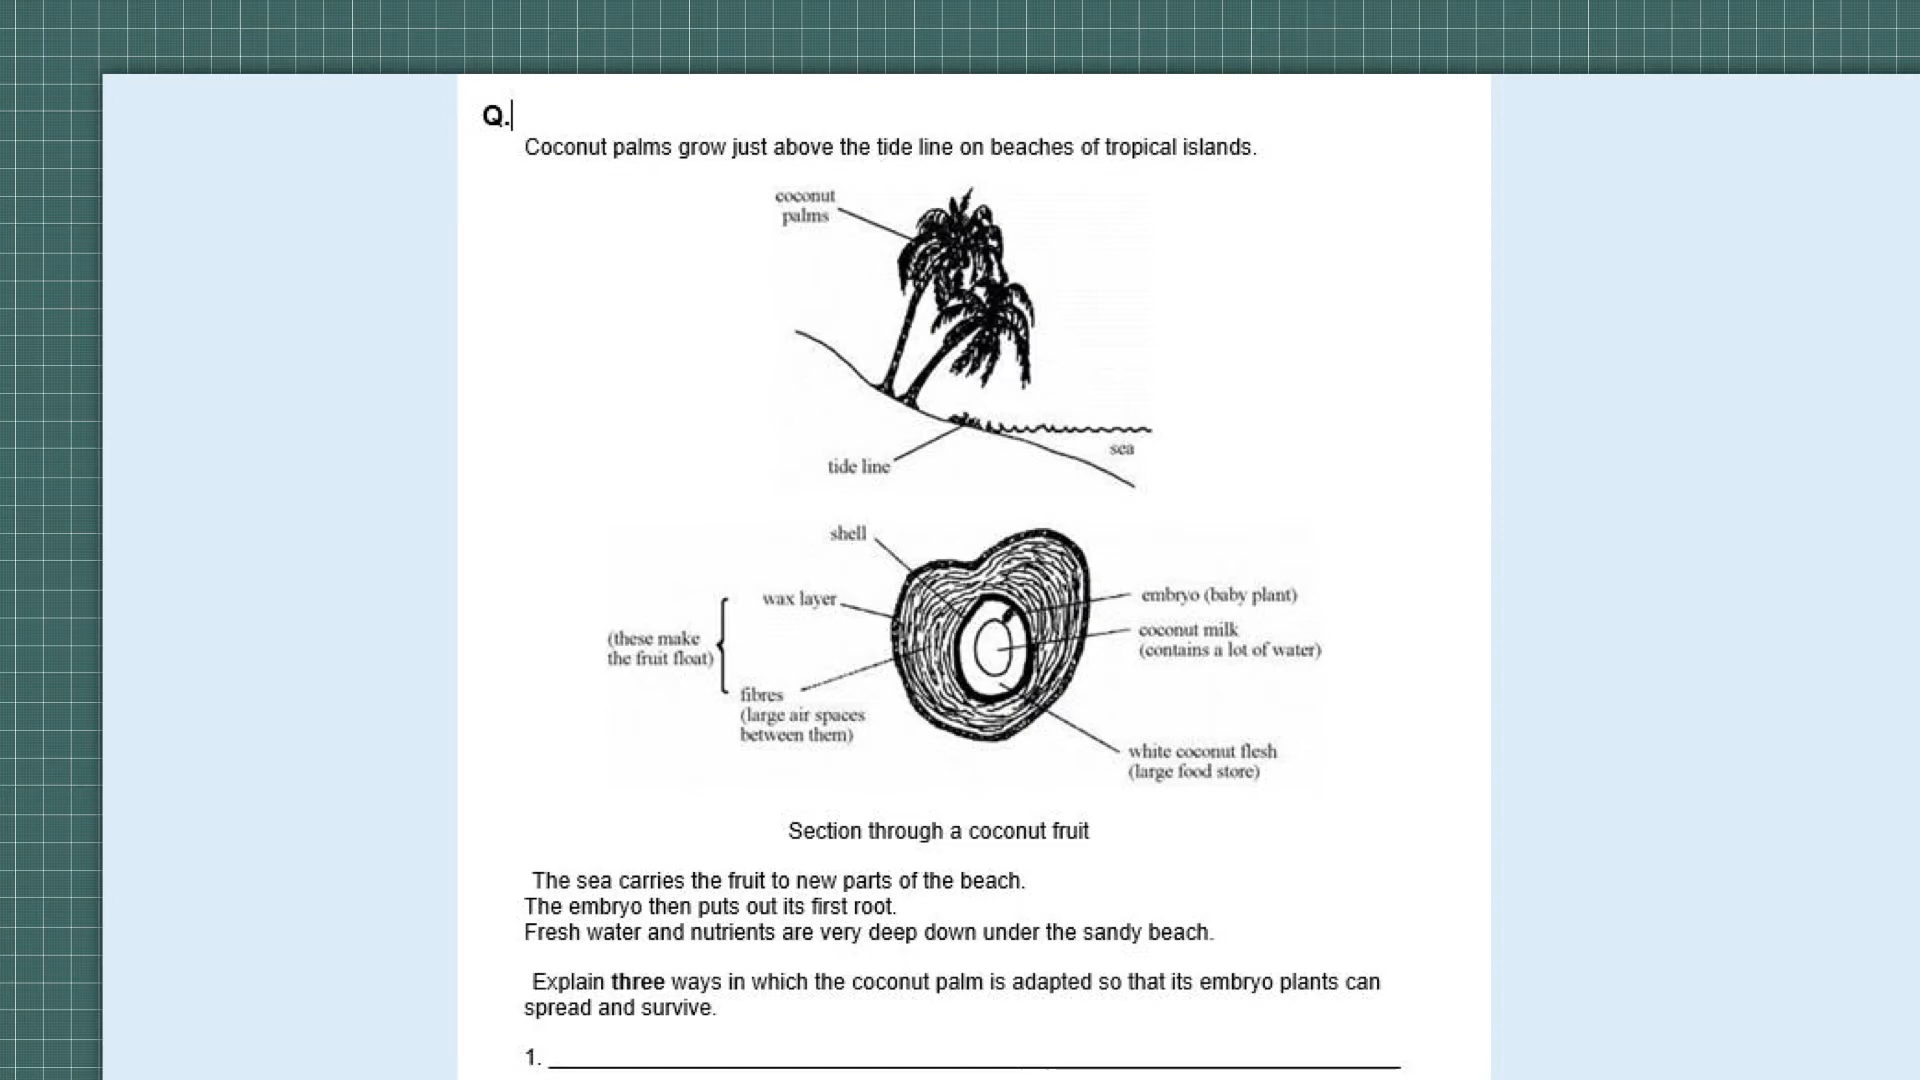 Q.
Coconut palms grow just above the tide line on beaches of tropical islands.
coconut
palms
tide line
sea
shell
wax layer
(these make
the fruit float)
fibres
(large air spaces
between them)
embryo (baby plant)
coconut milk
(contains a lot of water)
white coconut flesh
(large food store)
Section through a coconut fruit
The sea carries the fruit to new parts of the beach.
The embryo then puts out its first root.
Fresh water and nutrients are very deep down under the sandy beach.
Explain three ways in which the coconut palm is adapted so that its embryo plants can
spread and survive.
1.